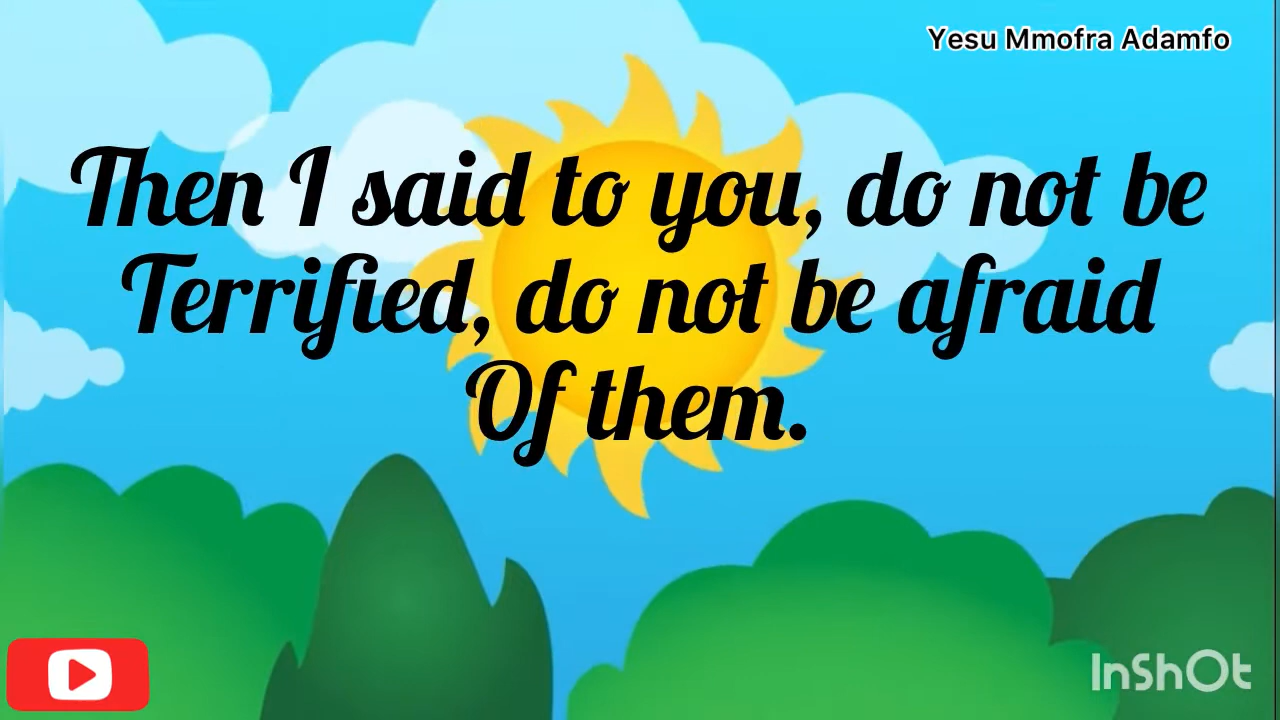 Yesu Mmofra Adamfo
Then I said to you, do not be
Terrified, do not be afraid
Of them.
InShOt